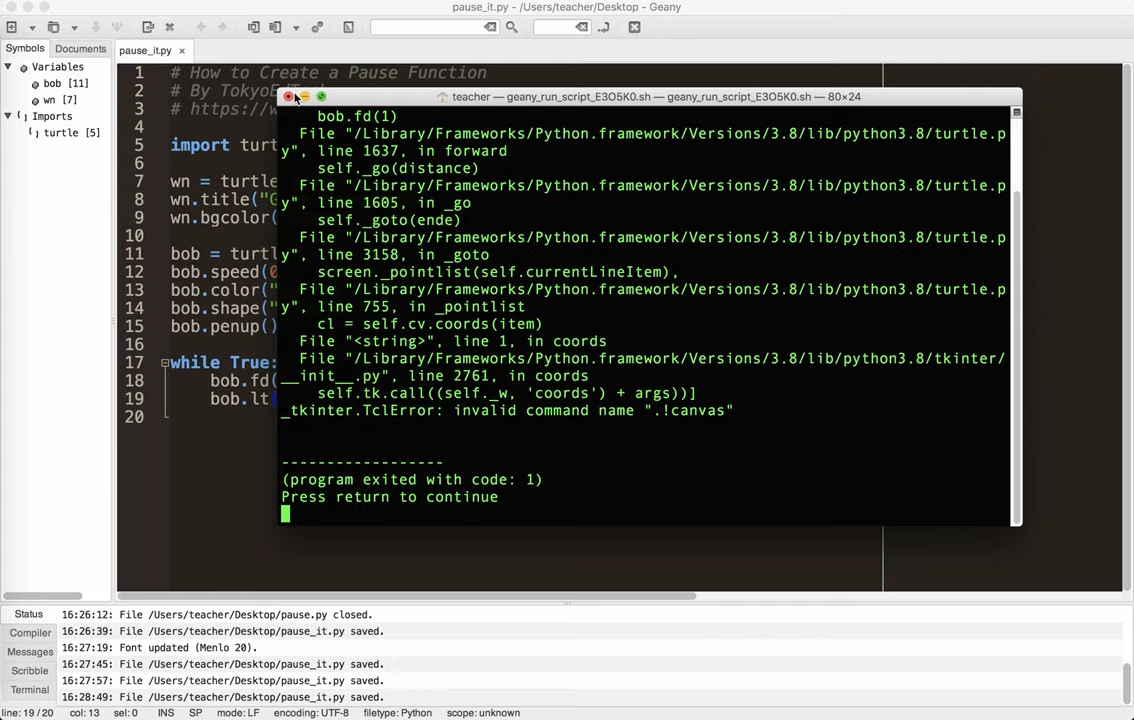 pause_it.py - /Users/teacher/Desktop - Geany
Symbols
Documents
pause_it.py ×
Variables
bob [11]
wn [7]
Imports
turtle [5]
1 # How to Create a Pause Function
2 # By TokyoEd
3 # https://w
4
5 import turt
6
7 wn = turtle
8 wn.title("G
9 wn.bgcolor(
10
11 bob = turtl
12 bob.speed(0
13 bob.color("
14 bob.shape("
15 bob.penup()
16
17 while True:
18 bob.fd(
19 bob.lt(
20
teacher — geany_run_script_E3O5K0.sh — geany_run_script_E3O5K0.sh — 80×24
bob.fd(1)
File "/Library/Frameworks/Python.framework/Versions/3.8/lib/python3.8/turtle.p
y", line 1637, in forward
self._go(distance)
File "/Library/Frameworks/Python.framework/Versions/3.8/lib/python3.8/turtle.p
y", line 1605, in _go
self._goto(ende)
File "/Library/Frameworks/Python.framework/Versions/3.8/lib/python3.8/turtle.p
y", line 3158, in _goto
screen._pointlist(self.currentLineItem),
File "/Library/Frameworks/Python.framework/Versions/3.8/lib/python3.8/turtle.p
y", line 755, in _pointlist
cl = self.cv.coords(item)
File "<string>", line 1, in coords
File "/Library/Frameworks/Python.framework/Versions/3.8/lib/python3.8/tkinter/
__init__.py", line 2761, in coords
self.tk.call((self._w, 'coords') + args))]
_tkinter.TclError: invalid command name ".!canvas"
------------------
(program exited with code: 1)
Press return to continue
Status
Compiler
Messages
Scribble
Terminal
16:26:12: File /Users/teacher/Desktop/pause.py closed.
16:26:39: File /Users/teacher/Desktop/pause_it.py saved.
16:27:19: Font updated (Menlo 20).
16:27:45: File /Users/teacher/Desktop/pause_it.py saved.
16:27:57: File /Users/teacher/Desktop/pause_it.py saved.
16:28:49: File /Users/teacher/Desktop/pause_it.py saved.
line: 19 / 20 col: 13 sel: 0 INS SP mode: LF encoding: UTF-8 filetype: Python scope: unknown